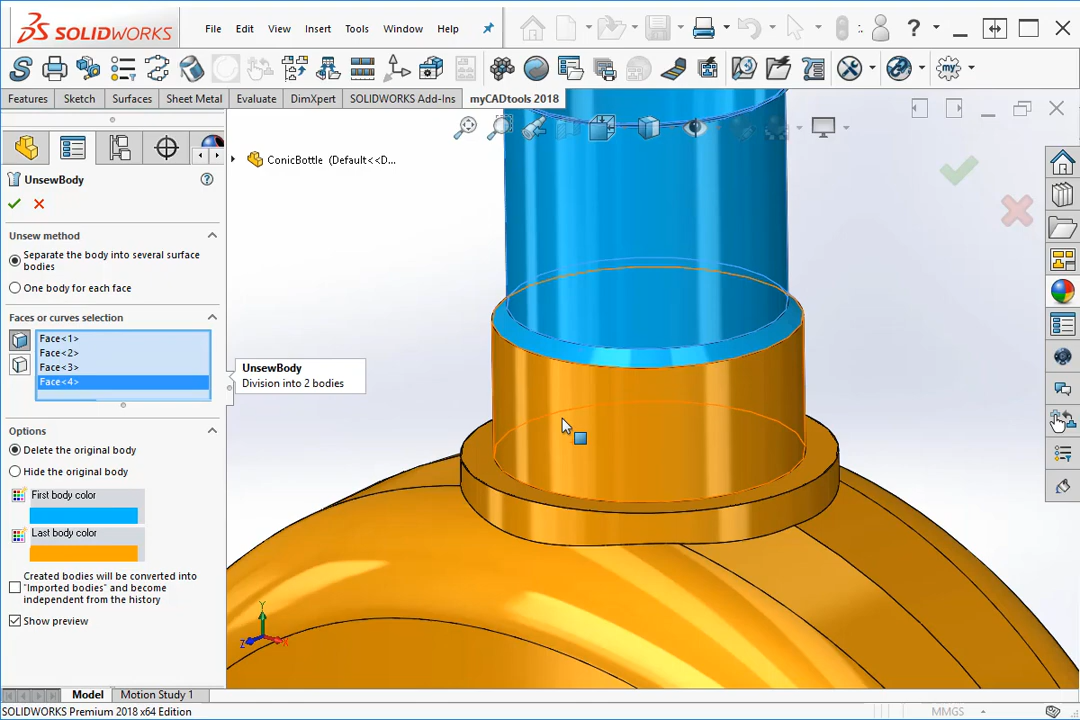 SOLIDWORKS
File Edit View Insert Tools Window Help
Features Sketch Surfaces Sheet Metal Evaluate DimXpert SOLIDWORKS Add-Ins myCADtools 2018
ConicBottle (Default<<D...
UnsewBody
Unsew method
Separate the body into several surface
bodies
One body for each face
Faces or curves selection
Face<1>
Face<2>
Face<3>
Face<4>
UnsewBody
Division into 2 bodies
Options
Delete the original body
Hide the original body
First body color
Last body color
Created bodies will be converted into
"Imported bodies" and become
independent from the history
Show preview
Y
Z X
Model Motion Study 1
SOLIDWORKS Premium 2018 x64 Edition MMGS